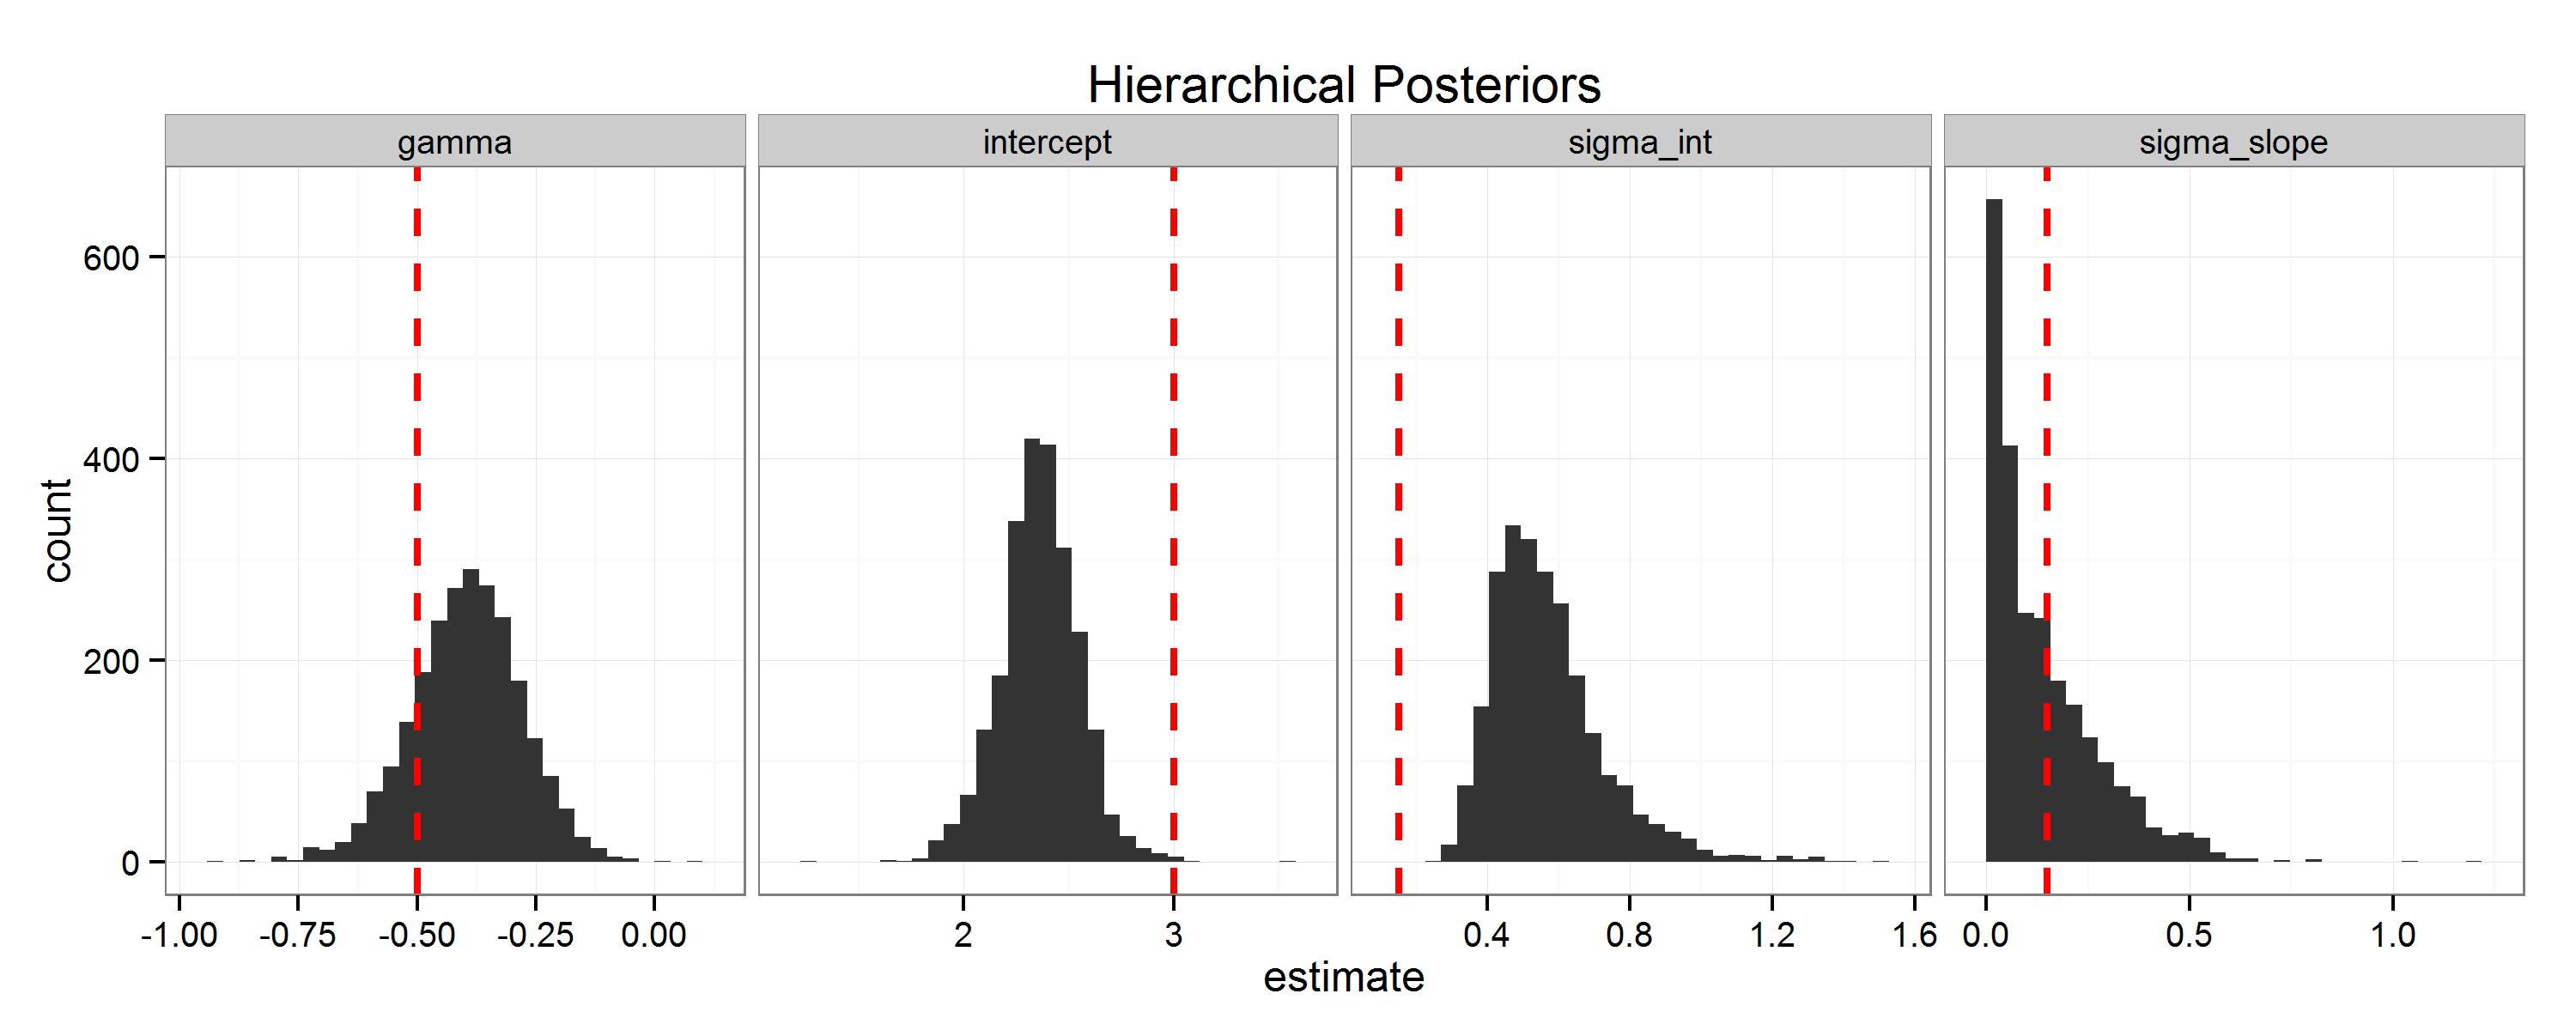 Hierarchical Posteriors
gamma intercept sigma_int sigma_slope
600
400
200
0
count
-1.00 -0.75 -0.50 -0.25 0.00 2 3 0.4 0.8 1.2 1.6 0.0 0.5 1.0
estimate